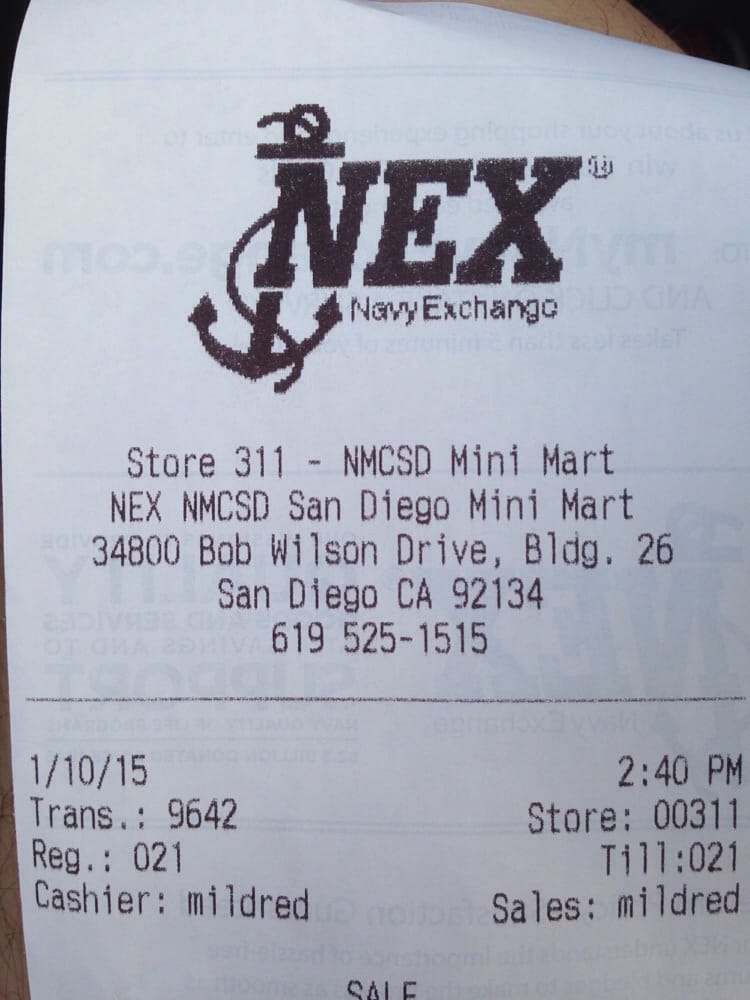 NEX®
Navy Exchange
Store 311 - NMCSD Mini Mart
NEX NMCSD San Diego Mini Mart
34800 Bob Wilson Drive, Bldg. 26
San Diego CA 92134
619 525-1515
1/10/15 2:40 PM
Trans.: 9642 Store: 00311
Reg.: 021 Till:021
Cashier: mildred Sales: mildred
SALE